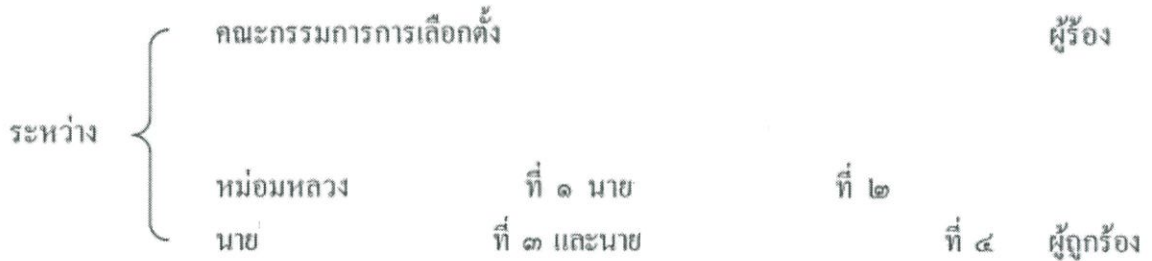 คณะกรรมการการเลือกตั้ง ผู้ร้อง
ระหว่าง
หม่อมหลวง ที่ ๑ นาย ที่ ๒
นาย ที่ ๓ และนาย ที่ ๔ ผู้ถูกร้อง